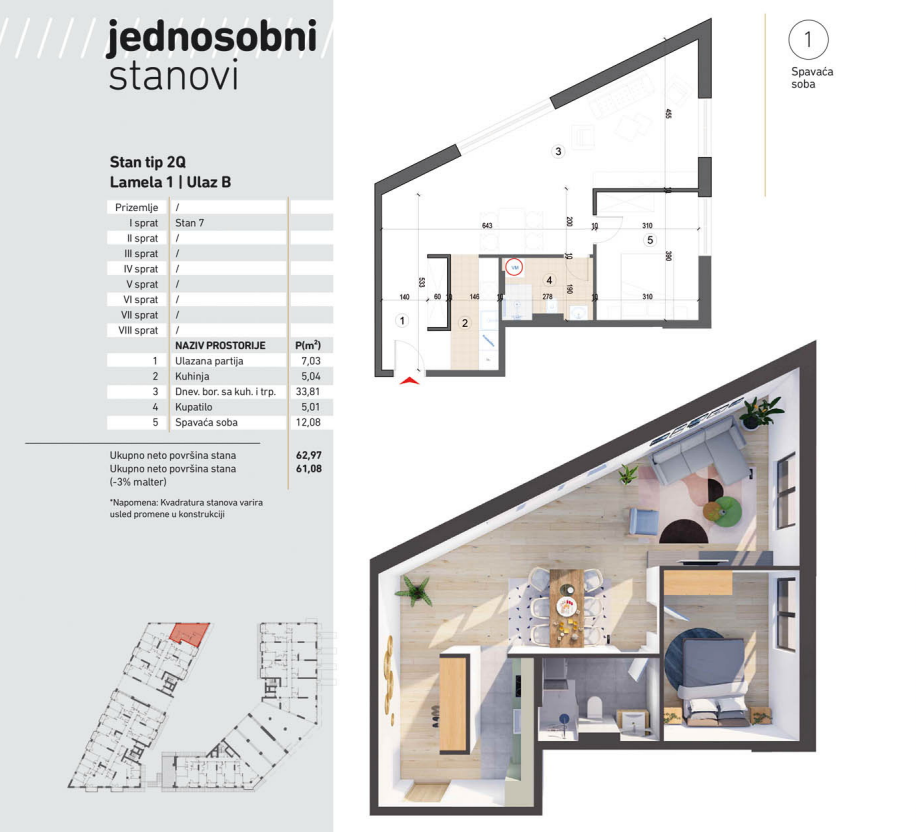 jednosobni
stanovi
Stan tip 2Q
Lamela 1 | Ulaz B
Prizemlje /
I sprat Stan 7
II sprat /
III sprat /
IV sprat /
V sprat /
VI sprat /
VII sprat /
VIII sprat /
NAZIV PROSTORIJE P(m²)
1 Ulazana partija 7,03
2 Kuhinja 5,04
3 Dnev. bor. sa kuh. i trp. 33,81
4 Kupatilo 5,01
5 Spavaća soba 12,08
Ukupno neto površina stana 62,97
Ukupno neto površina stana 61,08
(-3% malter)
*Napomena: Kvadratura stanova varira
usled promene u konstrukciji
1
Spavaća
soba
455
3
10
643
200
10
310
5
390
10
533
VM
4
190
140
60
10
146
10
278
10
310
1
2